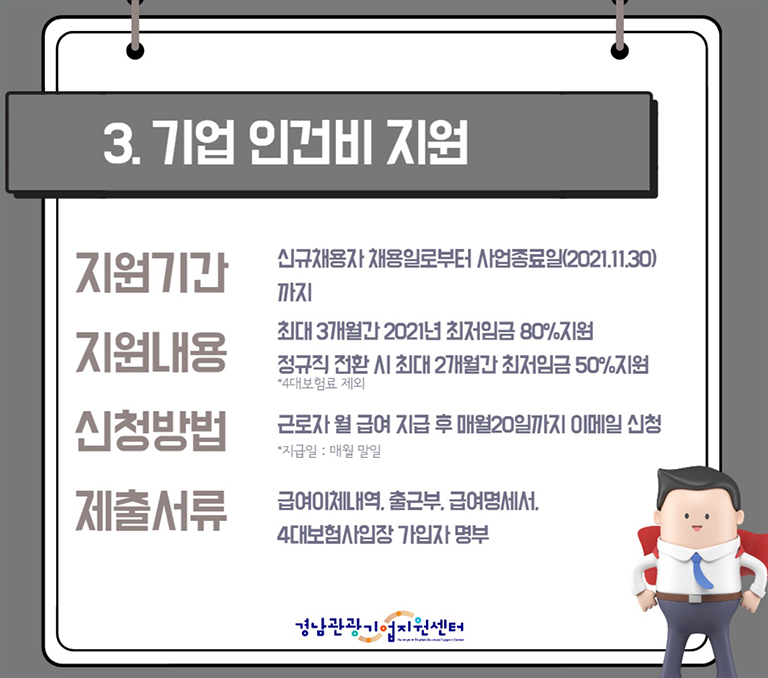 3. 기업 인건비 지원
지원기간
신규채용자 채용일로부터 사업종료일(2021.11.30)
까지
지원내용
최대 3개월간 2021년 최저임금 80%지원
정규직 전환 시 최대 2개월간 최저임금 50%지원
*4대보험료 제외
신청방법
근로자 월 급여 지급 후 매월20일까지 이메일 신청
*지급일 : 매월 말일
제출서류
급여이체내역, 출근부, 급여명세서,
4대보험사입장 가입자 명부
경남관광기업지원센터